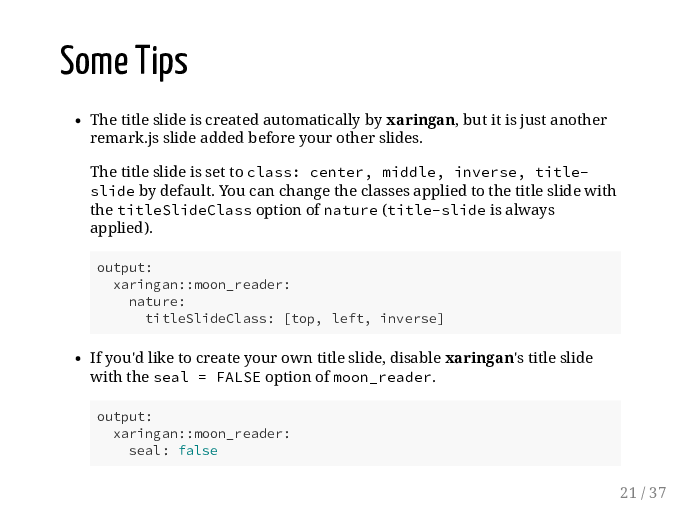 Some Tips
• The title slide is created automatically by xaringan, but it is just another
remark.js slide added before your other slides.
The title slide is set to class: center, middle, inverse, title-
slide by default. You can change the classes applied to the title slide with
the titleSlideClass option of nature (title-slide is always
applied).
output:
  xaringan::moon_reader:
    nature:
      titleSlideClass: [top, left, inverse]
• If you'd like to create your own title slide, disable xaringan's title slide
with the seal = FALSE option of moon_reader.
output:
  xaringan::moon_reader:
    seal: false
21 / 37